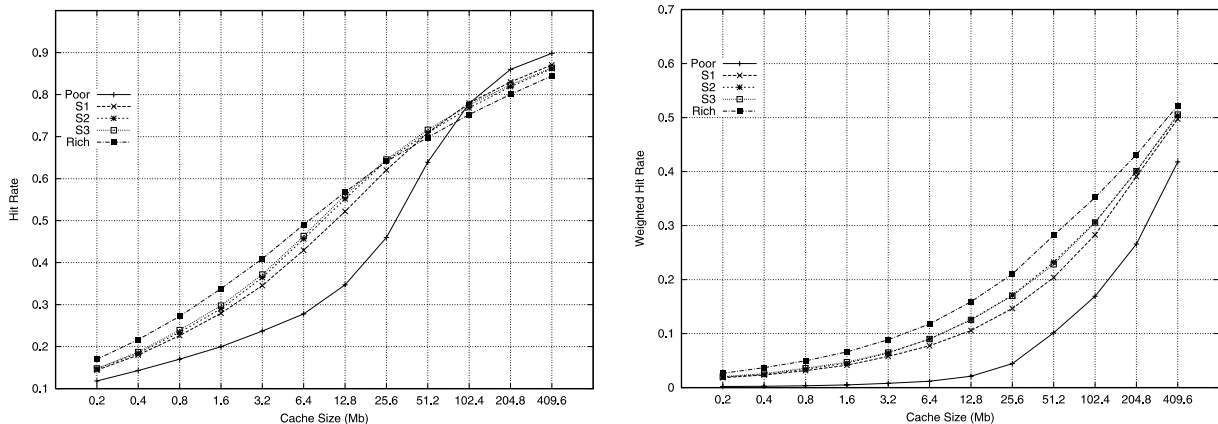 0.9
0.8
0.7
0.6
0.5
0.4
0.3
0.2
0.1
Hit Rate
Poor
S1
S2
S3
Rich
0.2 0.4 0.8 1.6 3.2 6.4 12.8 25.6 51.2 102.4 204.8 409.6
Cache Size (Mb)
0.7
0.6
0.5
0.4
0.3
0.2
0.1
0
Weighted Hit Rate
Poor
S1
S2
S3
Rich
0.2 0.4 0.8 1.6 3.2 6.4 12.8 25.6 51.2 102.4 204.8 409.6
Cache Size (Mb)